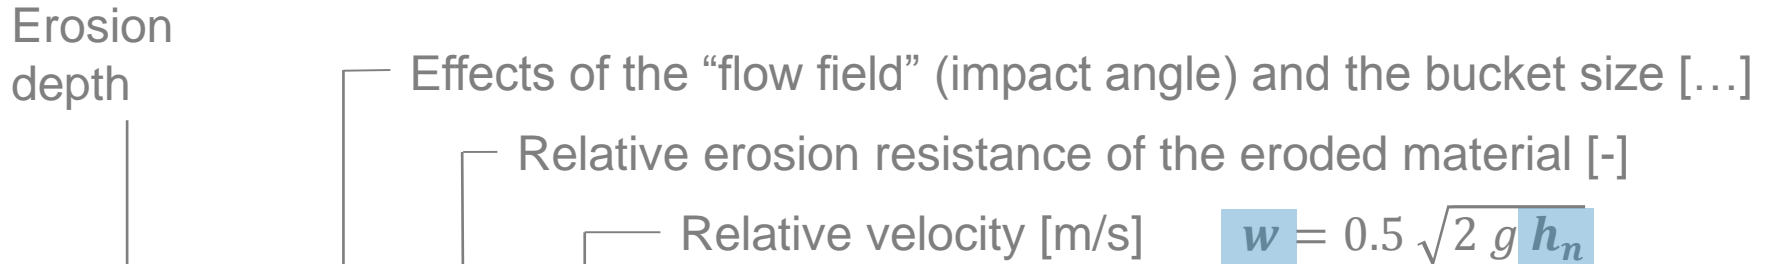 Erosion
depth
Effects of the “flow field” (impact angle) and the bucket size […]
Relative erosion resistance of the eroded material [-]
Relative velocity [m/s] w = 0.5 √2 g hₙ